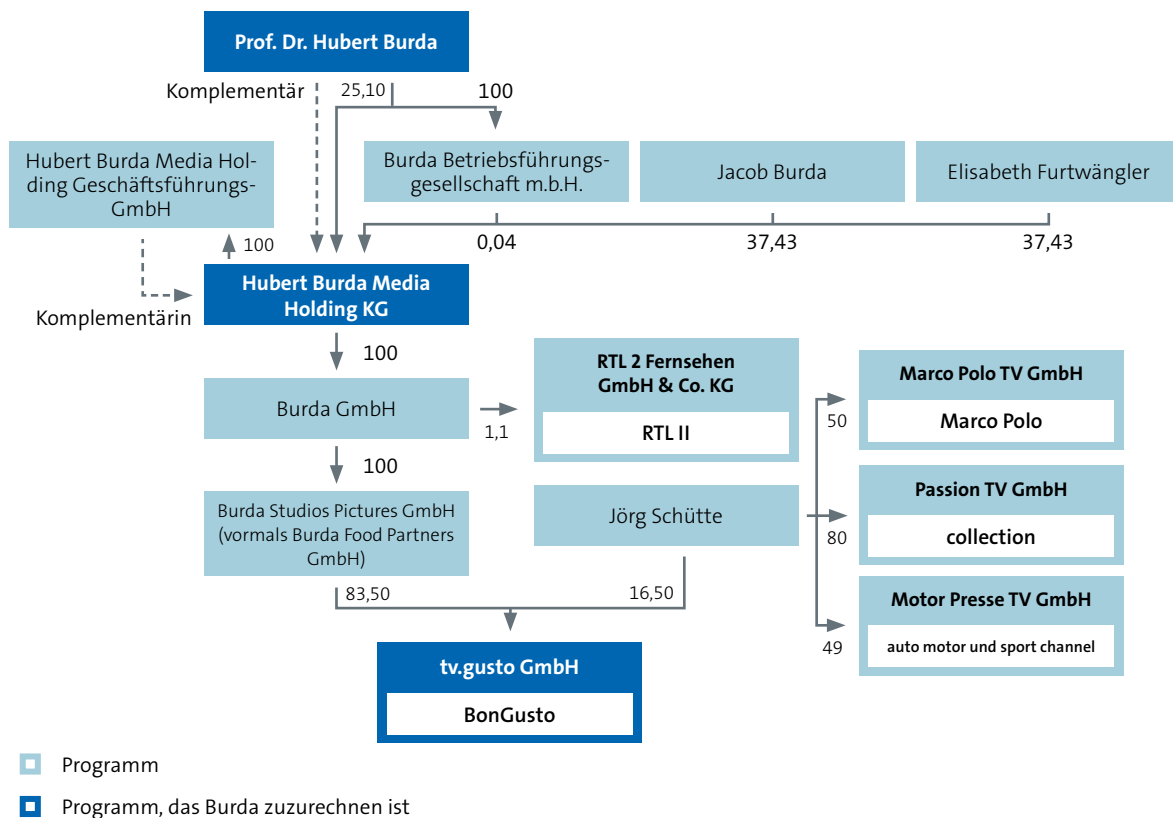 Prof. Dr. Hubert Burda
Komplementär
25,10
100
Hubert Burda Media Hol-
ding Geschäftsführungs-
GmbH
Burda Betriebsführungs-
gesellschaft m.b.H.
Jacob Burda
Elisabeth Furtwängler
100
0,04
37,43
37,43
Hubert Burda Media
Holding KG
Komplementärin
100
RTL 2 Fernsehen
GmbH & Co. KG
RTL II
Marco Polo TV GmbH
Marco Polo
Burda GmbH
1,1
50
100
Passion TV GmbH
collection
Burda Studios Pictures GmbH
(vormals Burda Food Partners
GmbH)
Jörg Schütte
80
83,50
16,50
Motor Presse TV GmbH
auto motor und sport channel
49
tv.gusto GmbH
BonGusto
Programm
Programm, das Burda zuzurechnen ist